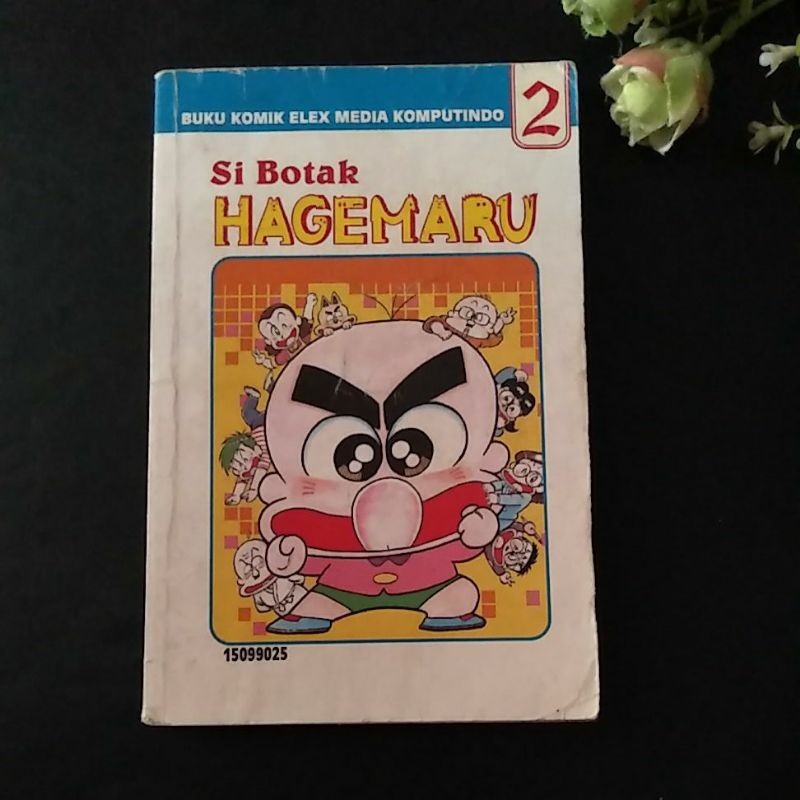 BUKU KOMIK ELEX MEDIA KOMPUTINDO
2
Si Botak
HAGEMARU
15099025